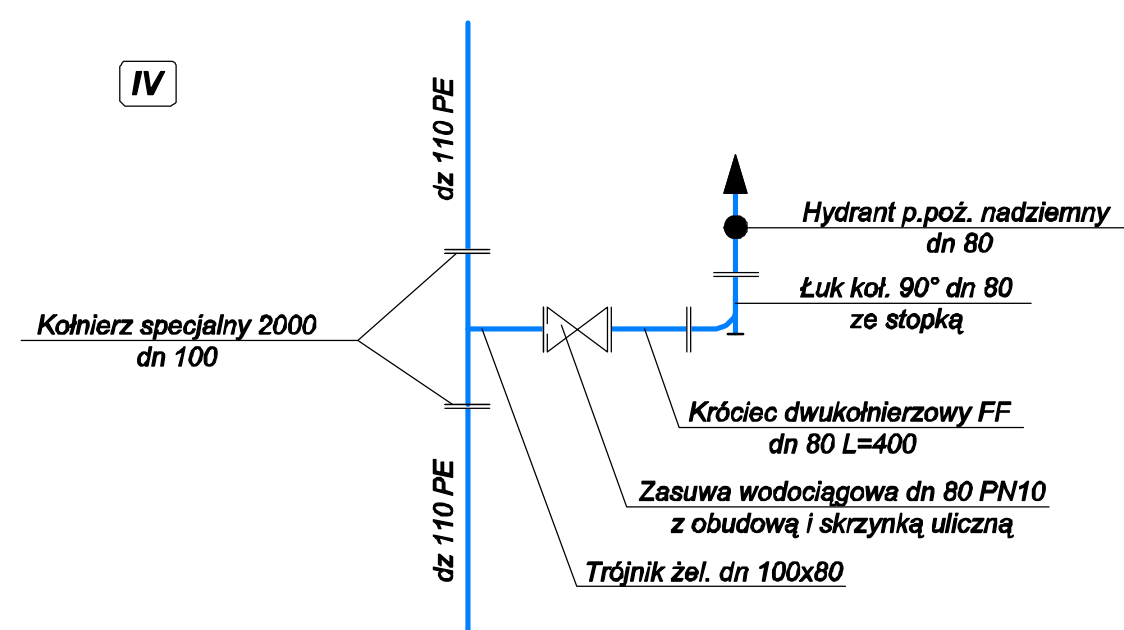 IV
dz 110 PE
Hydrant p.poż. nadziemny
dn 80
Łuk koł. 90° dn 80
ze stopką
Kołnierz specjalny 2000
dn 100
Króciec dwukołnierzowy FF
dn 80 L=400
Zasuwa wodociągowa dn 80 PN10
z obudową i skrzynką uliczną
dz 110 PE
Trójnik żel. dn 100x80